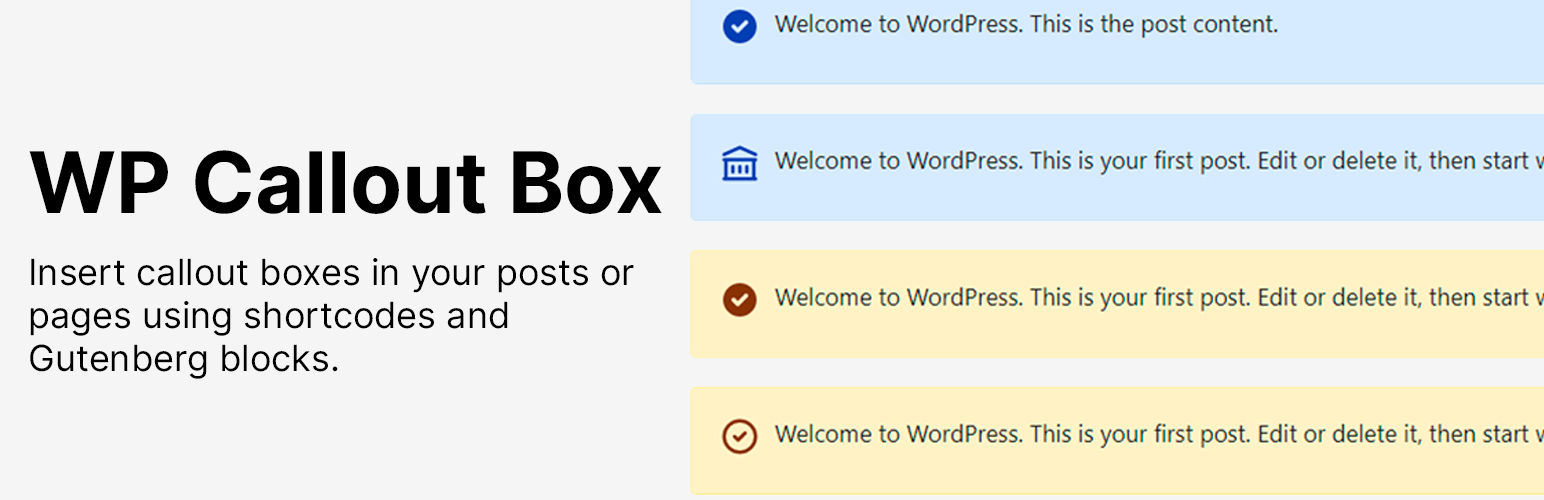 WP Callout Box
Insert callout boxes in your posts or
pages using shortcodes and
Gutenberg blocks.
Welcome to WordPress. This is the post content.
Welcome to WordPress. This is your first post. Edit or delete it, then start
Welcome to WordPress. This is your first post. Edit or delete it, then start
Welcome to WordPress. This is your first post. Edit or delete it, then start